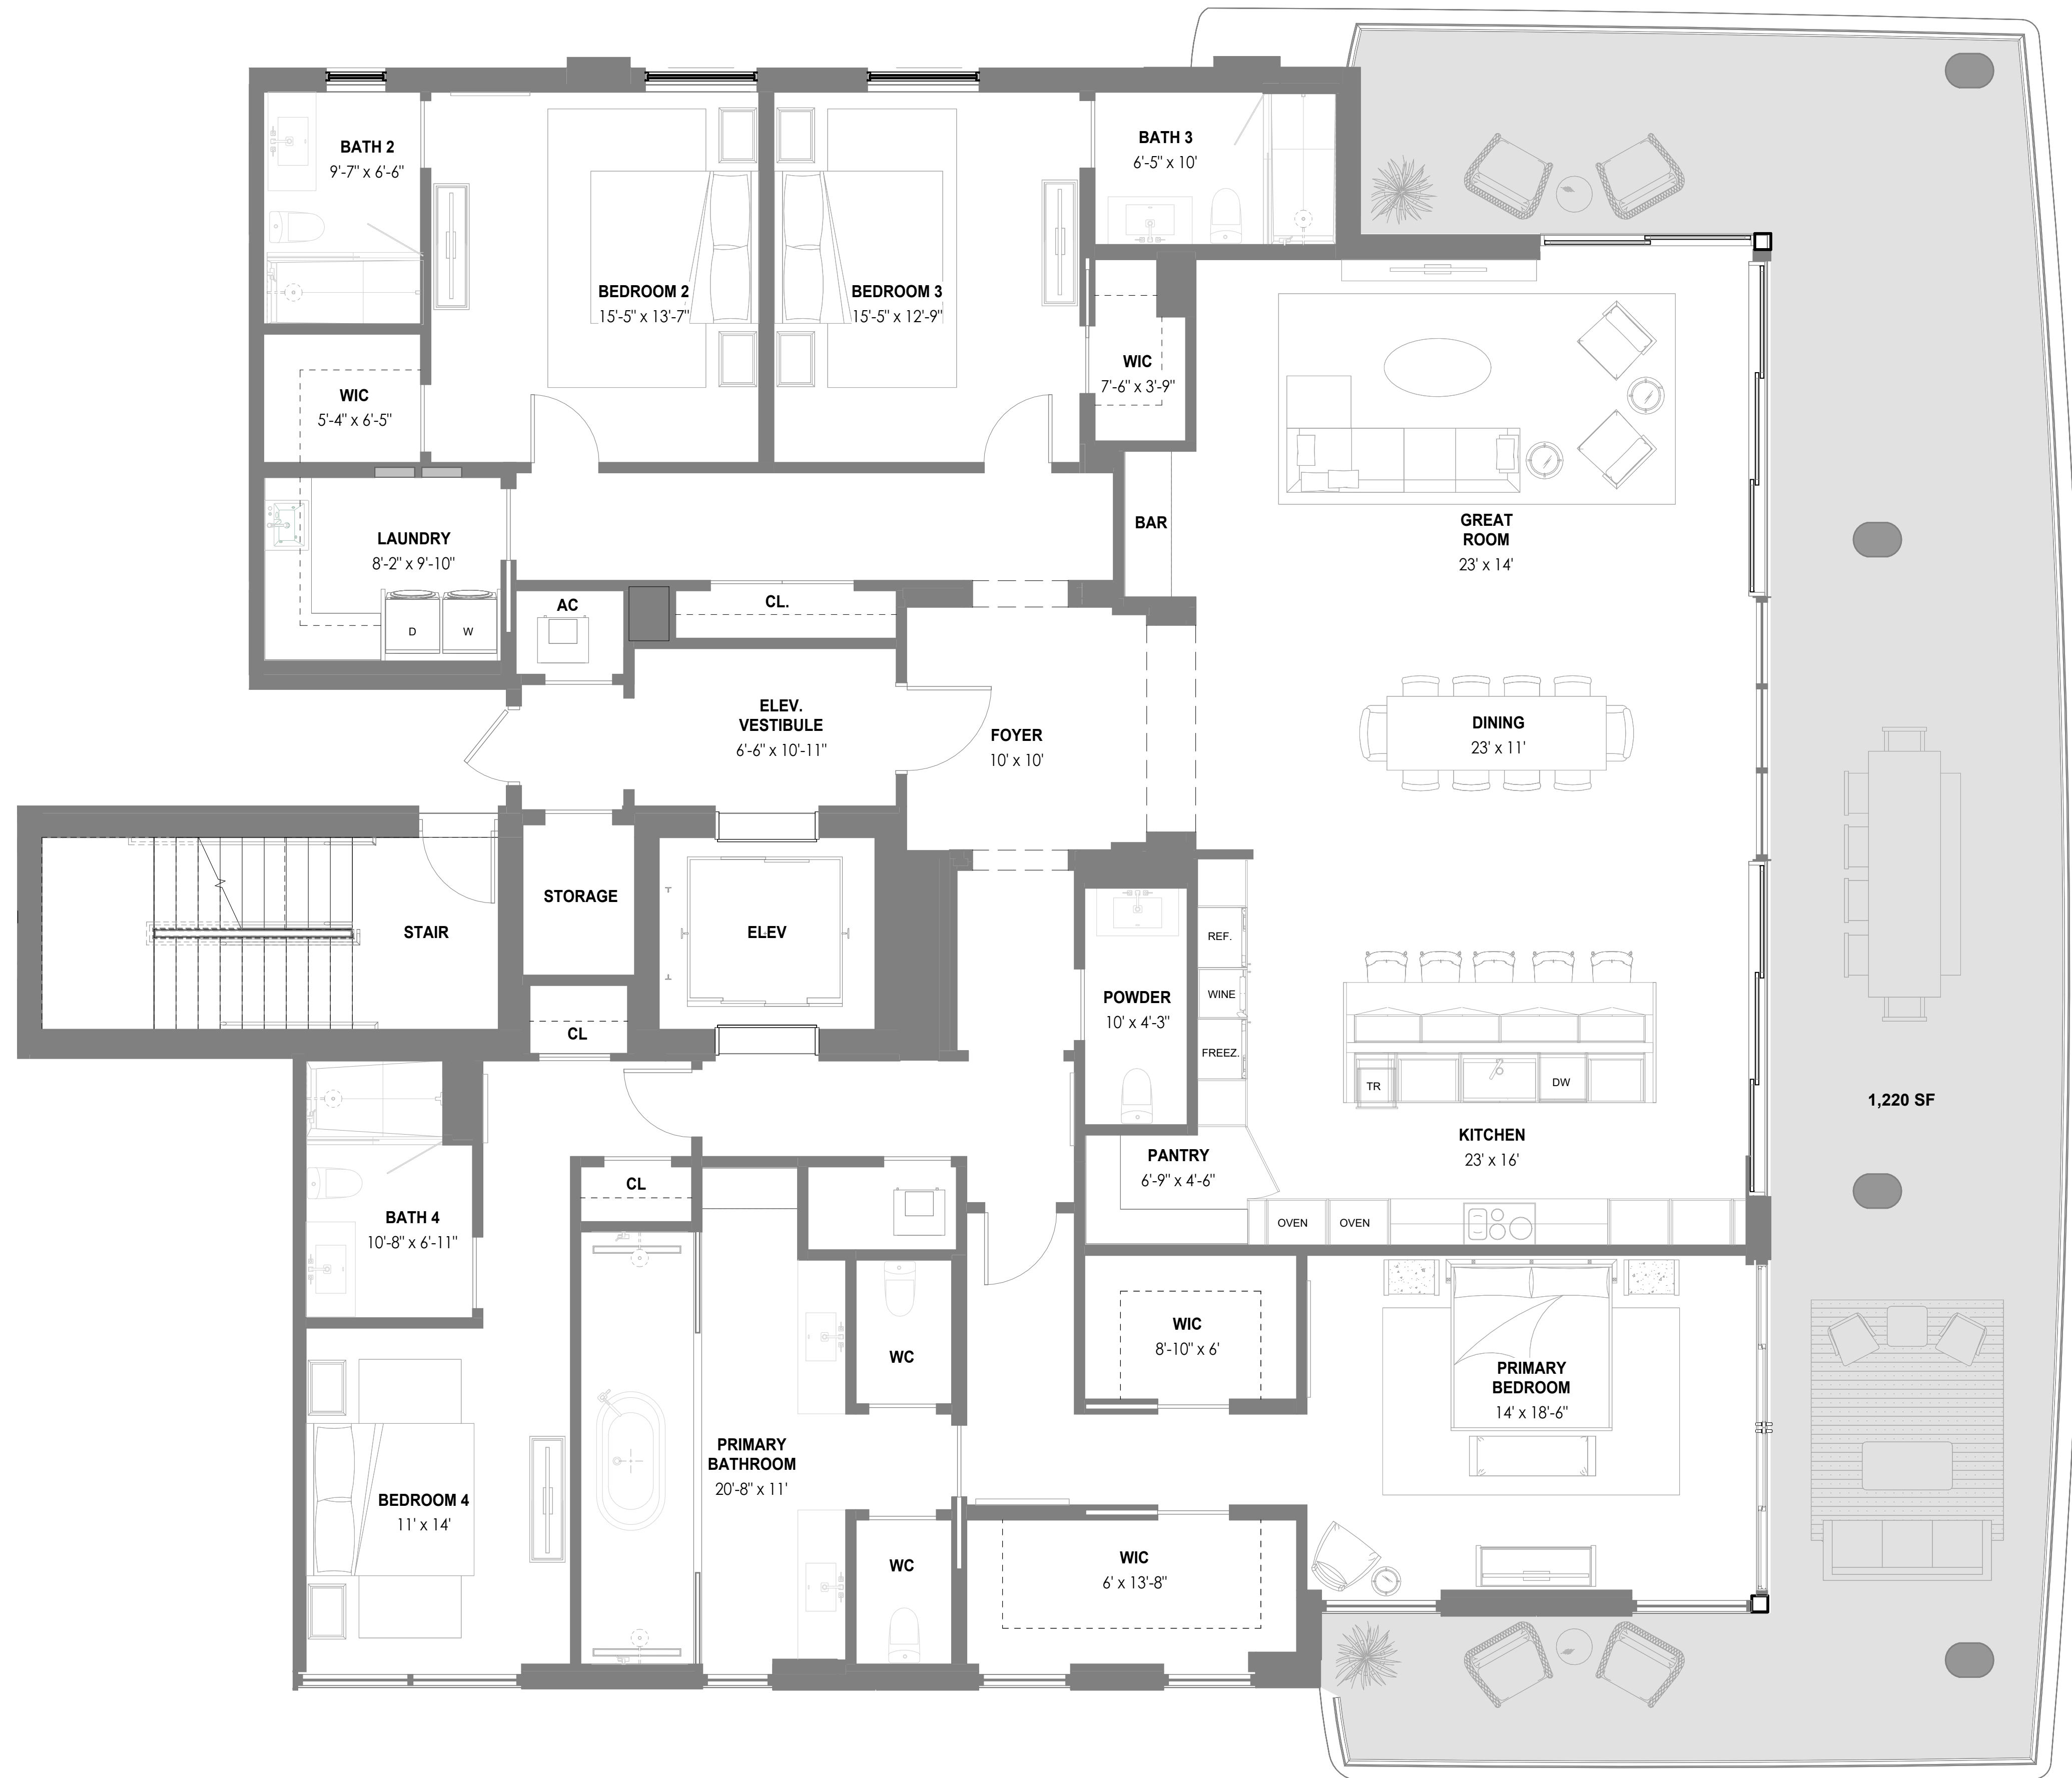 BATH 2
9'-7" x 6'-6"
BATH 3
6'-5" x 10'
BEDROOM 2
15'-5" x 13'-7"
BEDROOM 3
15'-5" x 12'-9"
WIC
5'-4" x 6'-5"
WIC
7'-6" x 3'-9"
LAUNDRY
8'-2" x 9'-10"
D
W
BAR
GREAT
ROOM
23' x 14'
AC
CL.
ELEV.
VESTIBULE
6'-6" x 10'-11"
FOYER
10' x 10'
DINING
23' x 11'
STORAGE
STAIR
ELEV
CL
POWDER
10' x 4'-3"
REF.
WINE
FREEZ.
TR
DW
KITCHEN
23' x 16'
1,220 SF
PANTRY
6'-9" x 4'-6"
OVEN
OVEN
CL
BATH 4
10'-8" x 6'-11"
WC
WIC
8'-10" x 6'
PRIMARY
BEDROOM
14' x 18'-6"
PRIMARY
BATHROOM
20'-8" x 11'
BEDROOM 4
11' x 14'
WC
WIC
6' x 13'-8"